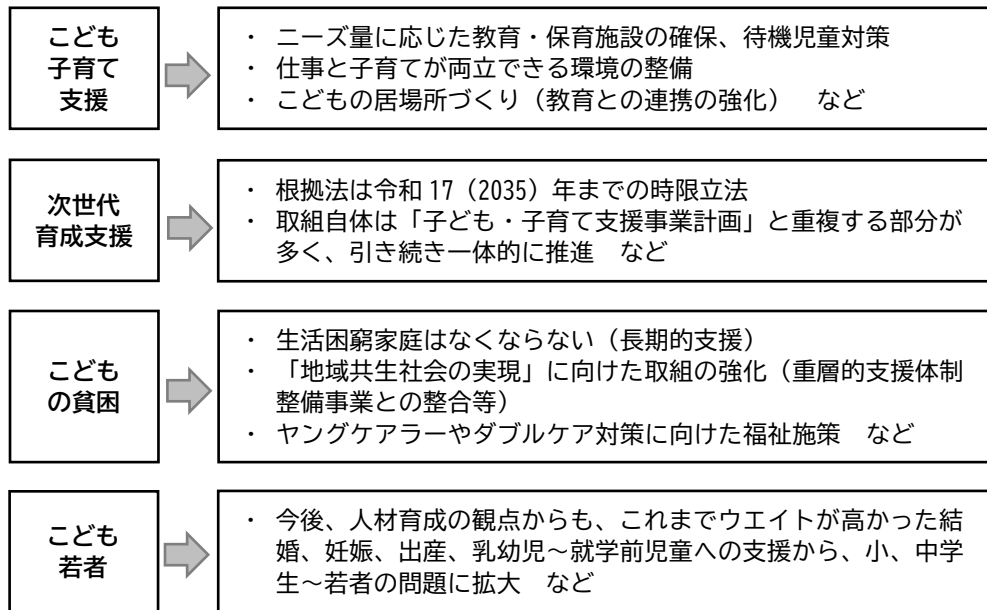 こども
子育て
支援
・ ニーズ量に応じた教育・保育施設の確保、待機児童対策
・ 仕事と子育てが両立できる環境の整備
・ こどもの居場所づくり（教育との連携の強化）　など
次世代
育成支援
・ 根拠法は令和 17（2035）年までの時限立法
・ 取組自体は「子ども・子育て支援事業計画」と重複する部分が
多く、引き続き一体的に推進　など
こども
の貧困
・ 生活困窮家庭はなくならない（長期的支援）
・ 「地域共生社会の実現」に向けた取組の強化（重層的支援体制
整備事業との整合等）
・ ヤングケアラーやダブルケア対策に向けた福祉施策　など
こども
若者
・ 今後、人材育成の観点からも、これまでウエイトが高かった結
婚、妊娠、出産、乳幼児～就学前児童への支援から、小、中学
生～若者の問題に拡大　など